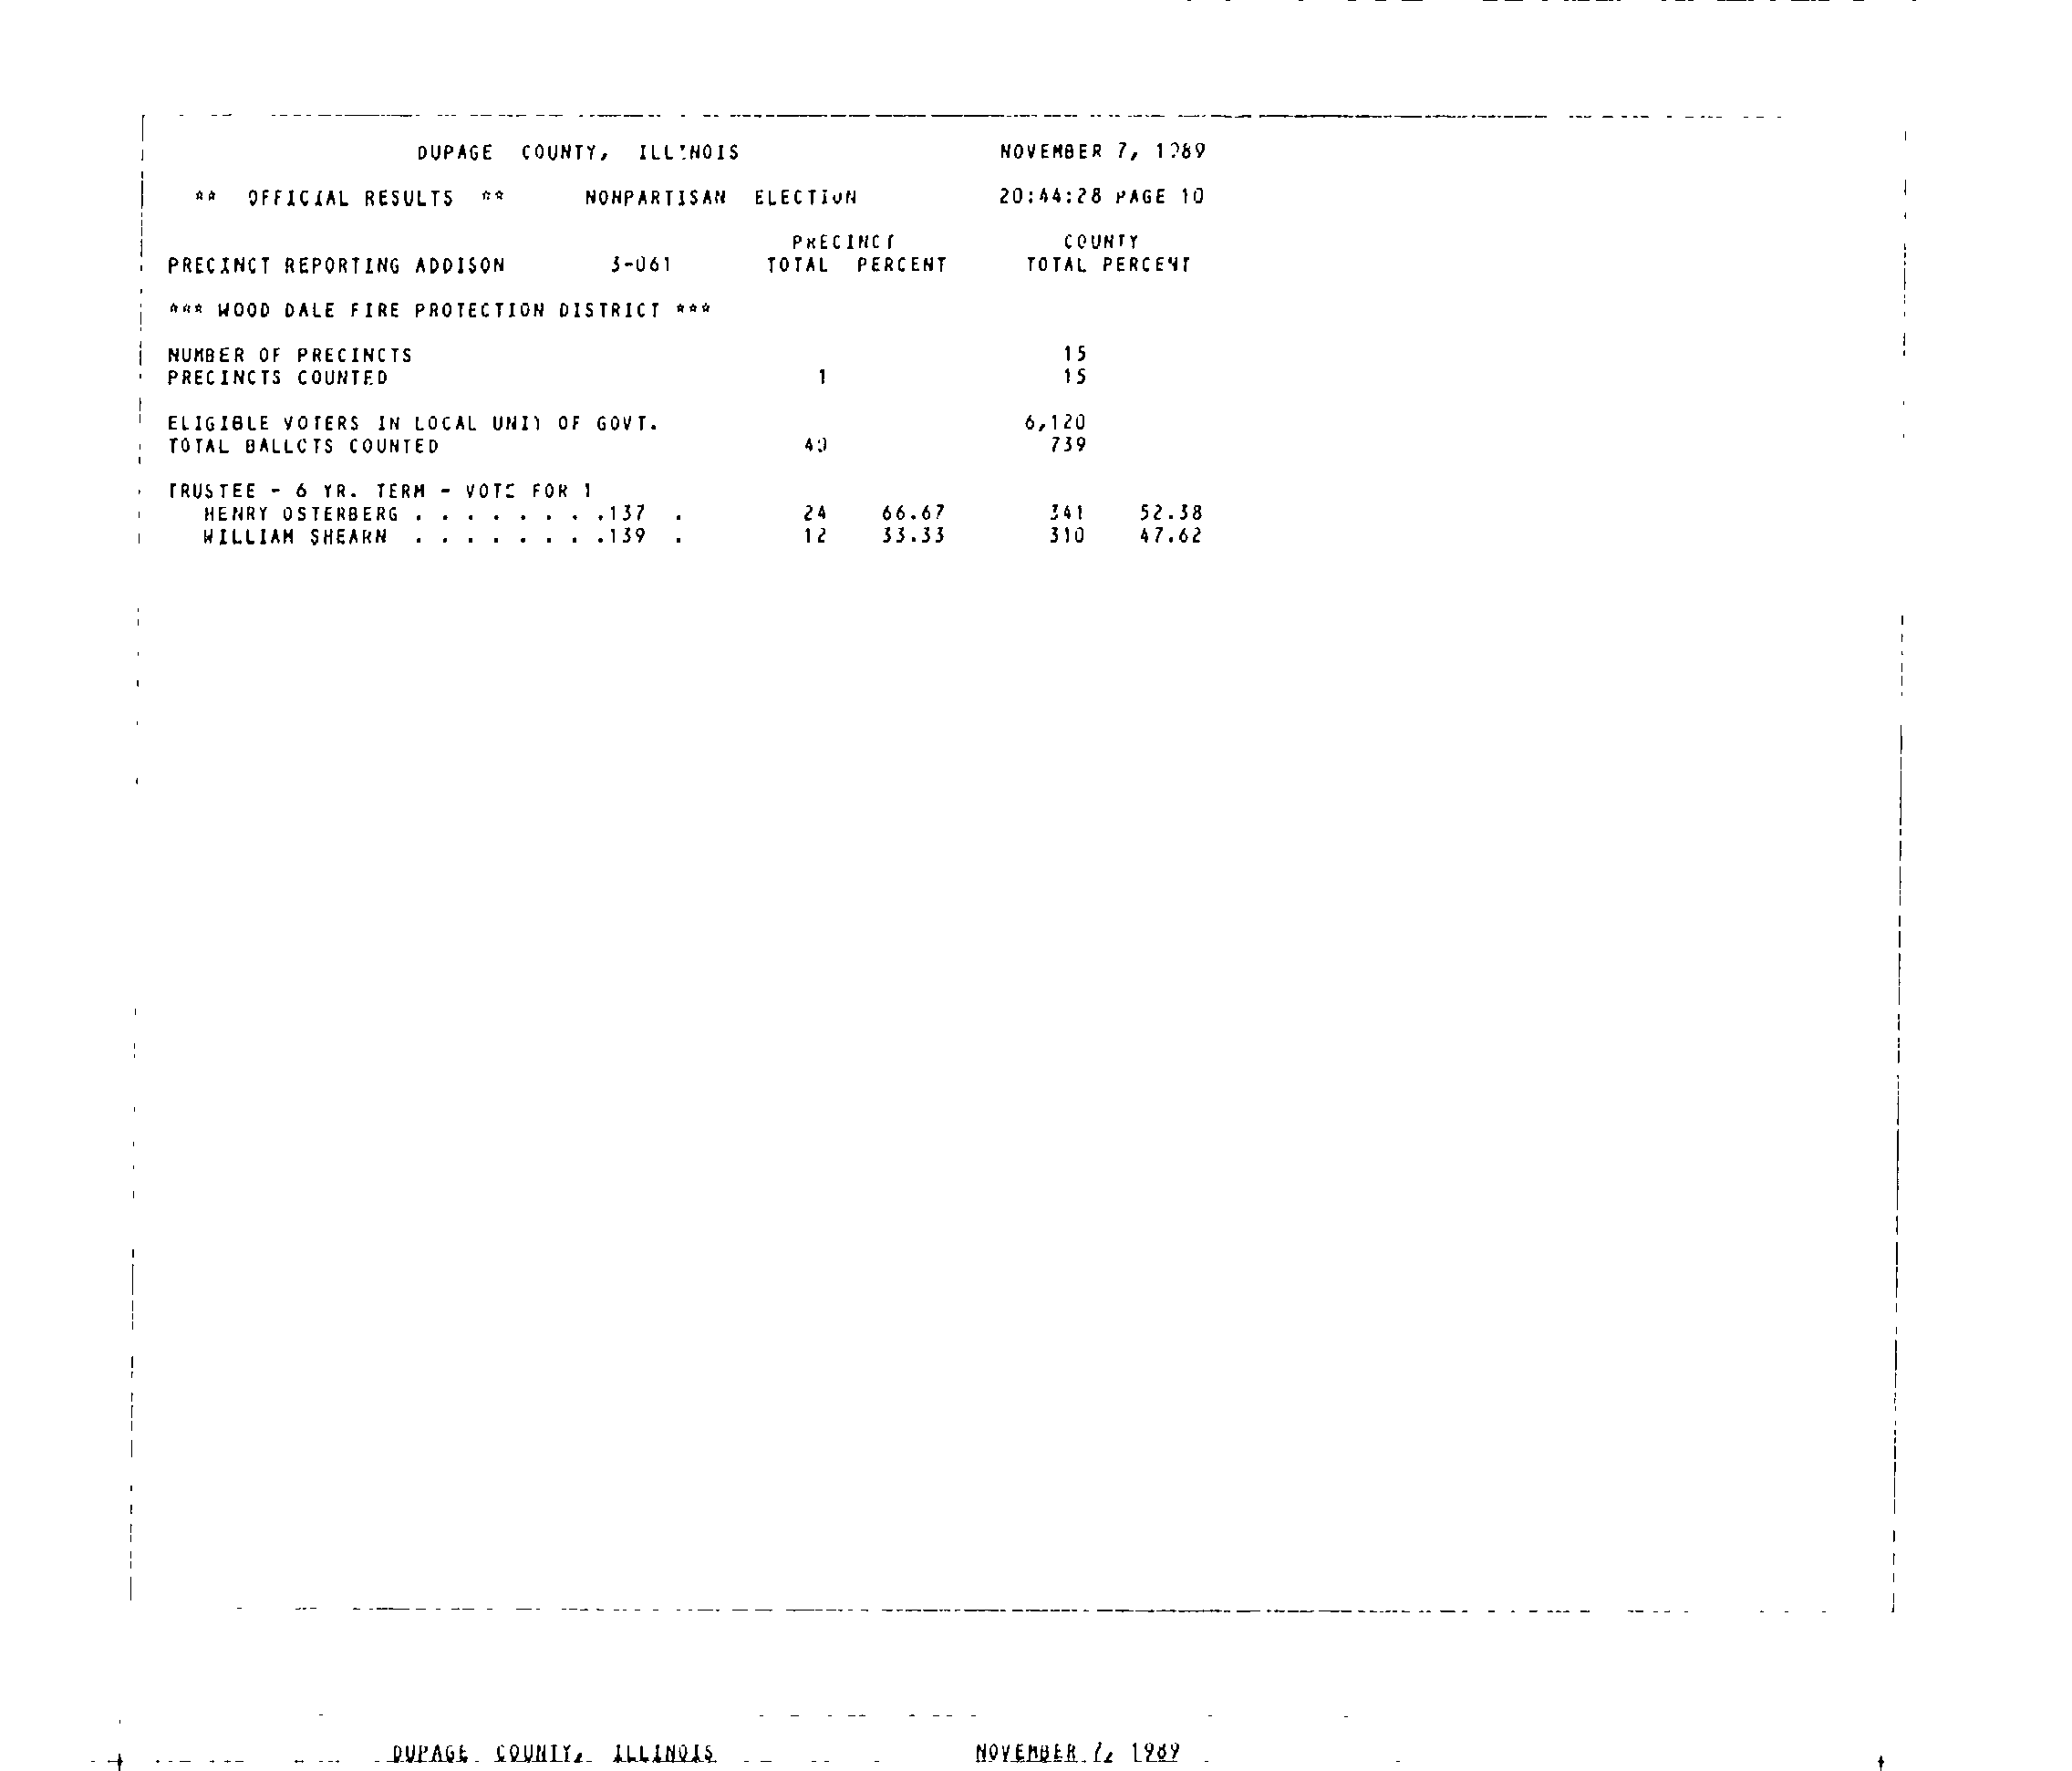 DUPAGE COUNTY, ILLINOIS NOVEMBER 7, 1989
** OFFICIAL RESULTS ** NONPARTISAN ELECTION 20:44:28 PAGE 10
PRECINCT COUNTY
PRECINCT REPORTING ADDISON 3-061 TOTAL PERCENT TOTAL PERCENT
*** WOOD DALE FIRE PROTECTION DISTRICT ***
NUMBER OF PRECINCTS 15
PRECINCTS COUNTED 1 15
ELIGIBLE VOTERS IN LOCAL UNIT OF GOVT. 6,120
TOTAL BALLOTS COUNTED 40 739
TRUSTEE - 6 YR. TERM - VOTE FOR 1
HENRY OSTERBERG . . . . . . . .137 . 24 66.67 341 52.38
WILLIAM SHEARN . . . . . . . .139 . 12 33.33 310 47.62
DUPAGE COUNTY, ILLINOIS NOVEMBER 7, 1989